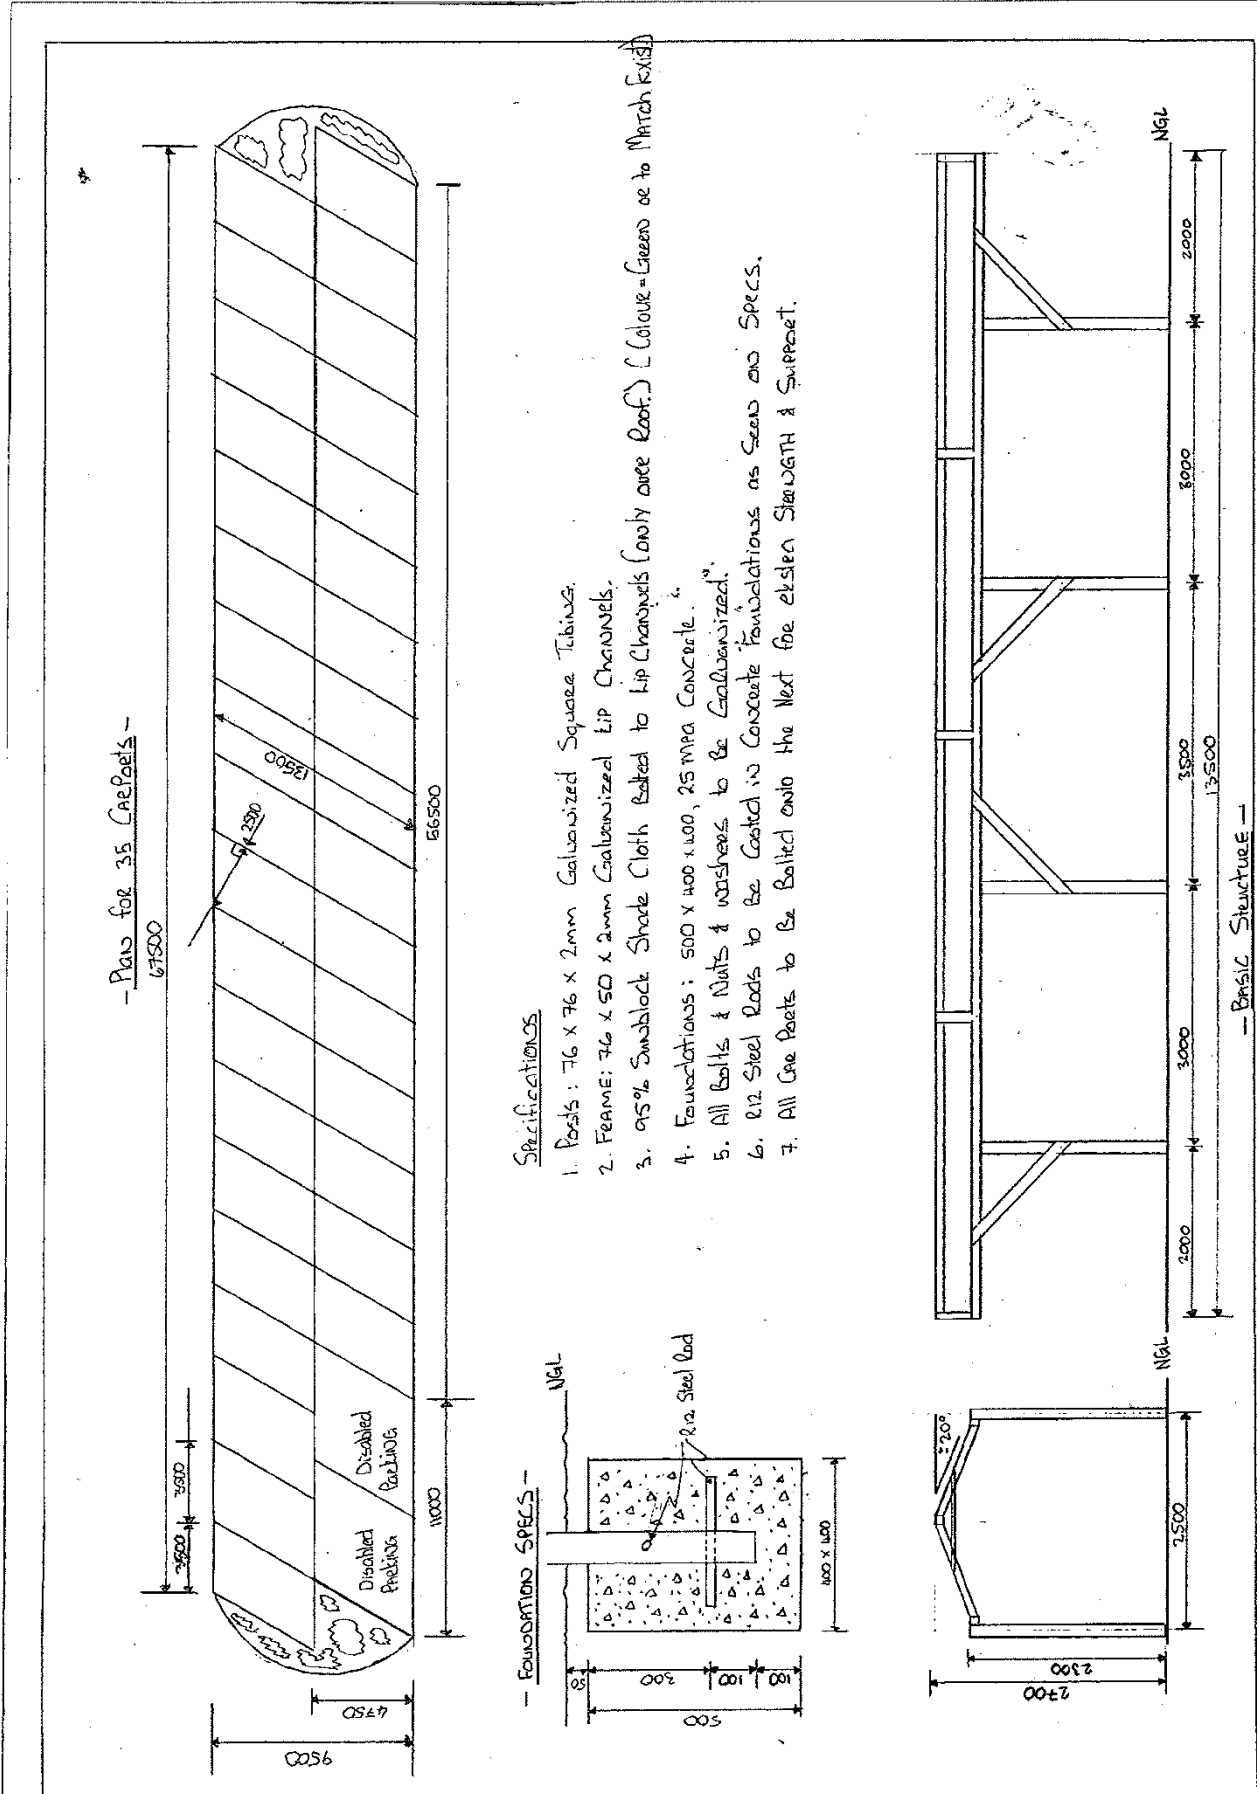 - Plan for 35 Carports -
67500
3500
3500
2500
13500
Disabled
Parking
Disabled
Parking
11000
56500
9500
4750
Specifications
1. Posts : 76 x 76 x 2mm Galvanized Square Tubing.
2. Frame: 76 x 50 x 2mm Galvanized Lip Channels.
3. 95% Sunblock Shade Cloth Bolted to Lip Channels (only over Roof.) (Colour = Green or to Match Exist)
4. Foundations : 500 x 400 x 400, 25 MPa Concrete.
5. All Bolts & Nuts & washers to Be Galvanized.
6. R12 Steel Rods to be Casted in Concrete Foundations as Seen on Specs.
7. All Car Ports to Be Bolted onto the Next for Strength & Support.
- Foundation Specs -
NGL
R12 Steel Rod
50
300
100
100
500
400 x 400
±20°
2300
2700
2500
NGL
NGL
2000
3000
3500
3000
2000
13500
- Basic Structure -